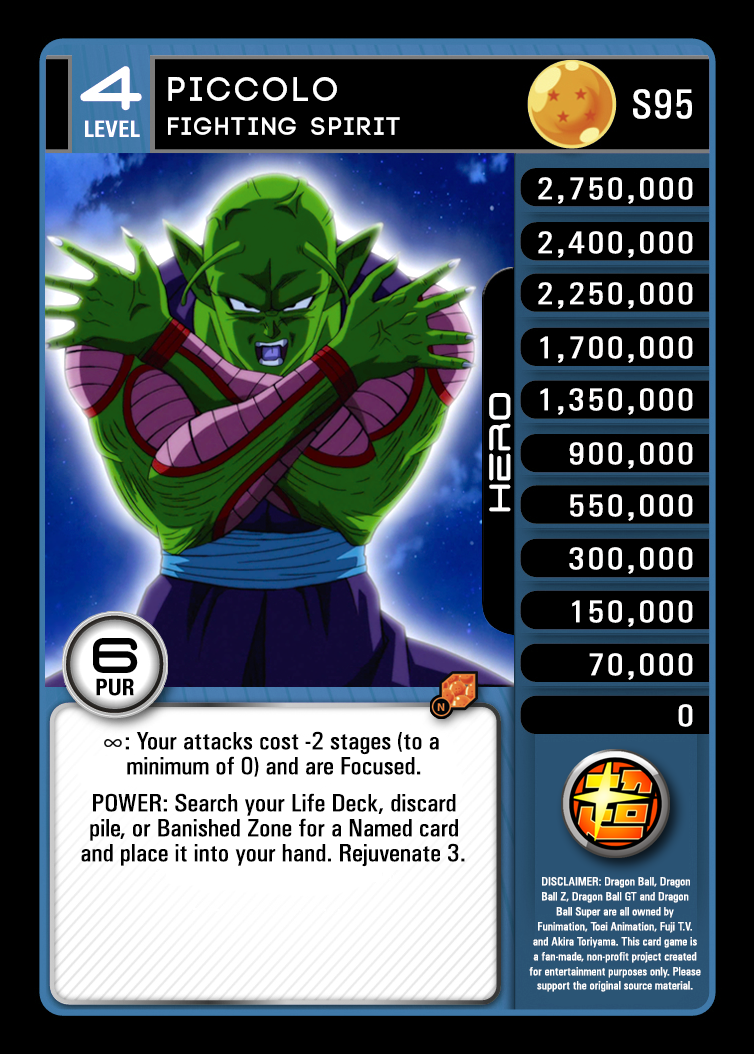 4
LEVEL
PICCOLO
FIGHTING SPIRIT
S95
2,750,000
2,400,000
2,250,000
1,700,000
1,350,000
900,000
550,000
300,000
150,000
70,000
0
HERO
6
PUR
N
∞: Your attacks cost -2 stages (to a
minimum of 0) and are Focused.
POWER: Search your Life Deck, discard
pile, or Banished Zone for a Named card
and place it into your hand. Rejuvenate 3.
超
DISCLAIMER: Dragon Ball, Dragon
Ball Z, Dragon Ball GT and Dragon
Ball Super are all owned by
Funimation, Toei Animation, Fuji T.V.
and Akira Toriyama. This card game is
a fan-made, non-profit project created
for entertainment purposes only. Please
support the original source material.